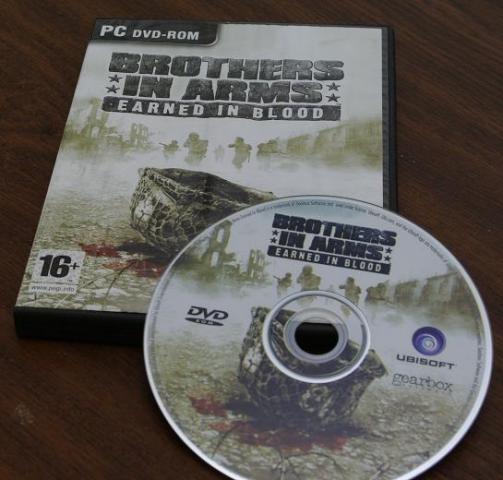 PC DVD-ROM
BROTHERS
IN ARMS
EARNED IN BLOOD
16+
www.pegi.info
BROTHERS
IN ARMS
EARNED IN BLOOD
DVD
UBISOFT
gearbox